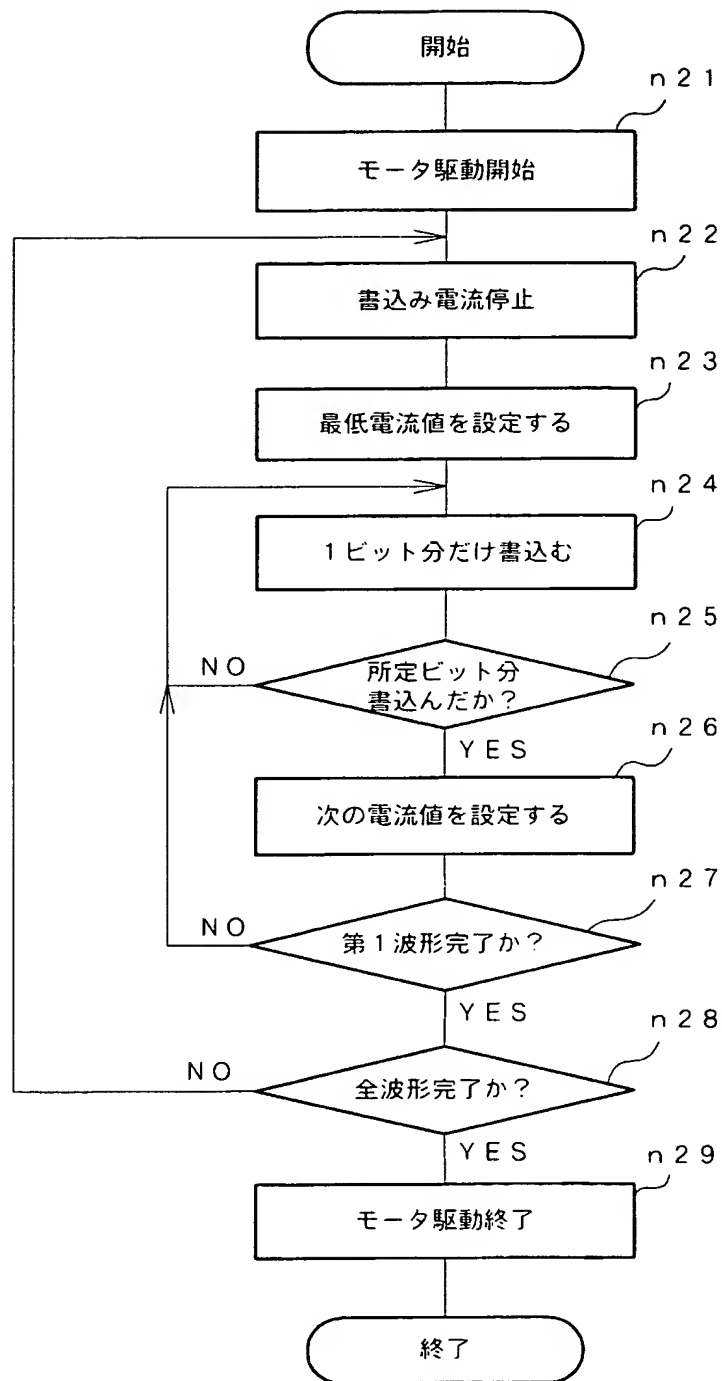 開始
n21
モータ駆動開始
n22
書込み電流停止
n23
最低電流値を設定する
n24
1ビット分だけ書込む
n25
NO
所定ビット分
書込んだか?
YES
n26
次の電流値を設定する
n27
NO
第1波形完了か?
YES
n28
NO
全波形完了か?
YES
n29
モータ駆動終了
終了